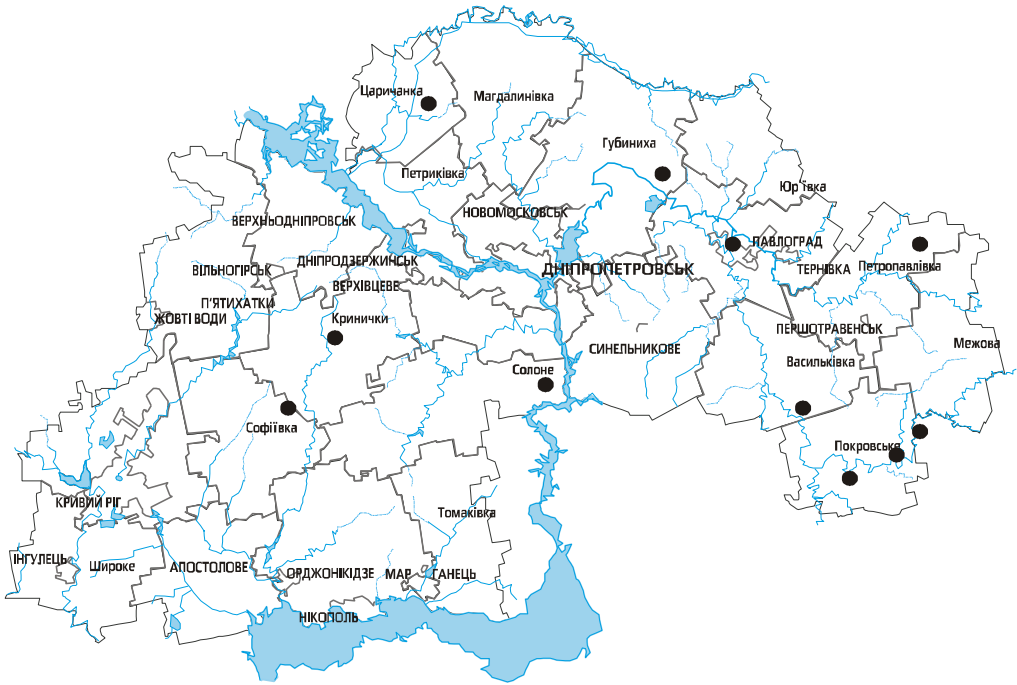 Царичанка
Магдалинівка
Губиниха
Петриківка
Юр'ївка
НОВОМОСКОВСЬК
ВЕРХНЬОДНІПРОВСЬК
ПАВЛОГРАД
ДНІПРОДЗЕРЖИНСЬК
ВІЛЬНОГІРСЬК
ДНІПРОПЕТРОВСЬК
ТЕРНІВКА
Петропавлівка
ВЕРХІВЦЕВЕ
П'ЯТИХАТКИ
ЖОВТІ ВОДИ
Кринички
ПЕРШОТРАВЕНСЬК
СИНЕЛЬНИКОВЕ
Межова
Васильківка
Солоне
Софіївка
Покровське
КРИВИЙ РІГ
Томаківка
ІНГУЛЕЦЬ
Широке
АПОСТОЛОВЕ
ОРДЖОНІКІДЗЕ
МАРГАНЕЦЬ
НІКОПОЛЬ